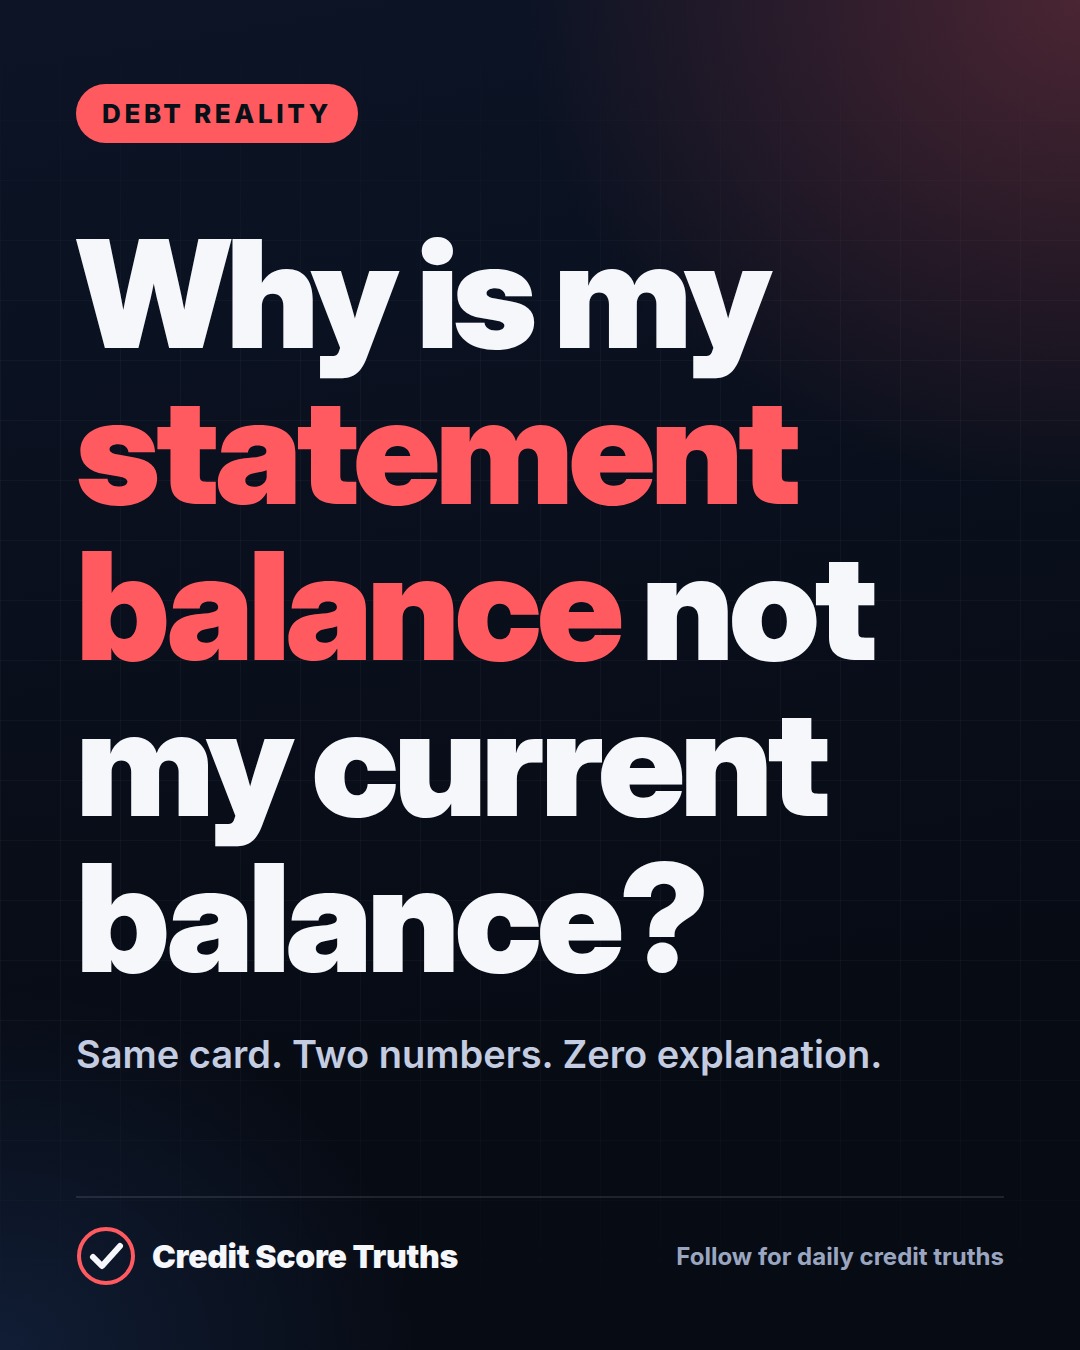 DEBT REALITY
Why is my
statement
balance not
my current
balance?
Same card. Two numbers. Zero explanation.
Credit Score Truths
Follow for daily credit truths